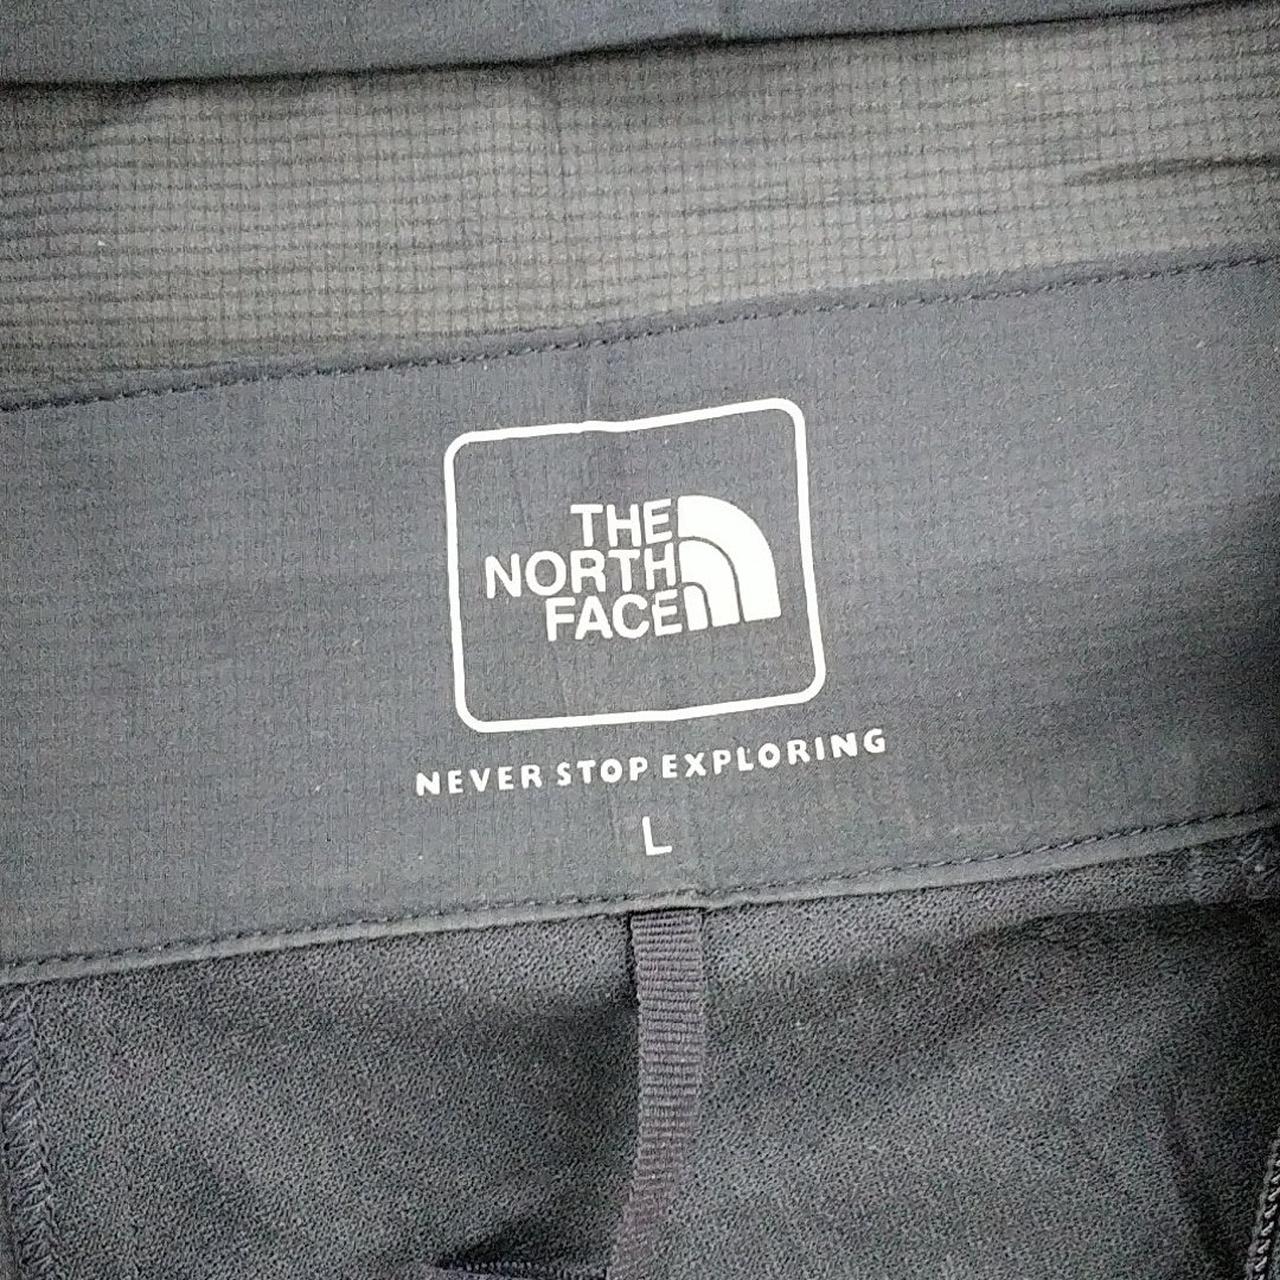 THE
NORTH
FACE
NEVER STOP EXPLORING
L